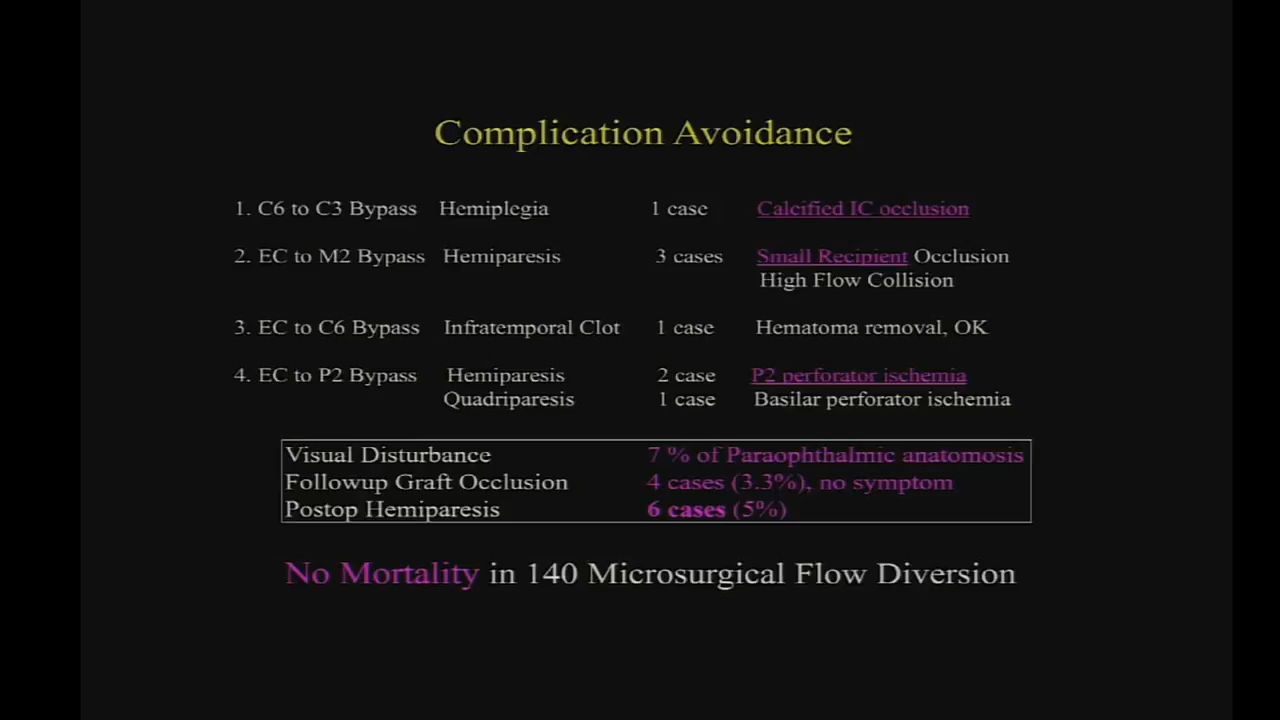 Complication Avoidance
1. C6 to C3 Bypass Hemiplegia 1 case Calcified IC occlusion
2. EC to M2 Bypass Hemiparesis 3 cases Small Recipient Occlusion
High Flow Collision
3. EC to C6 Bypass Infratemporal Clot 1 case Hematoma removal, OK
4. EC to P2 Bypass Hemiparesis 2 case P2 perforator ischemia
Quadriparesis 1 case Basilar perforator ischemia
Visual Disturbance 7 % of Paraophthalmic anatomosis
Followup Graft Occlusion 4 cases (3.3%), no symptom
Postop Hemiparesis 6 cases (5%)
No Mortality in 140 Microsurgical Flow Diversion